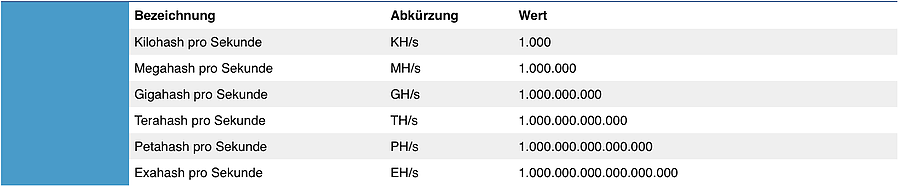 Bezeichnung Abkürzung Wert
Kilohash pro Sekunde KH/s 1.000
Megahash pro Sekunde MH/s 1.000.000
Gigahash pro Sekunde GH/s 1.000.000.000
Terahash pro Sekunde TH/s 1.000.000.000.000
Petahash pro Sekunde PH/s 1.000.000.000.000.000
Exahash pro Sekunde EH/s 1.000.000.000.000.000.000